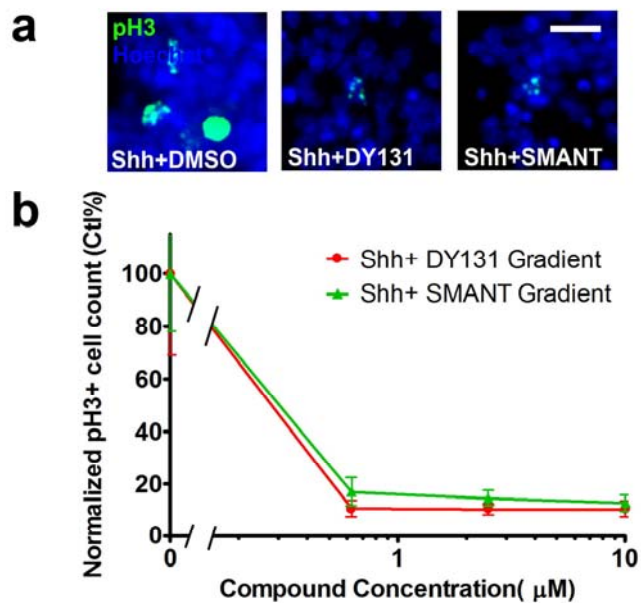 a
pH3
Hoechst
Shh+DMSO
Shh+DY131
Shh+SMANT
b
Normalized pH3+ cell count (Ctl%)
100
80
60
40
20
0
Shh+ DY131 Gradient
Shh+ SMANT Gradient
0
1
10
Compound Concentration( μM)